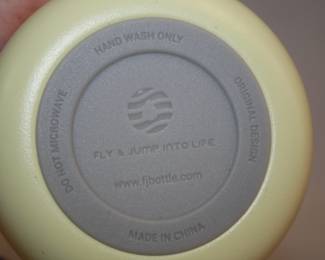 HAND WASH ONLY
DO NOT MICROWAVE
ORIGINAL DESIGN
FLY & JUMP INTO LIFE
www.fjbottle.com
MADE IN CHINA